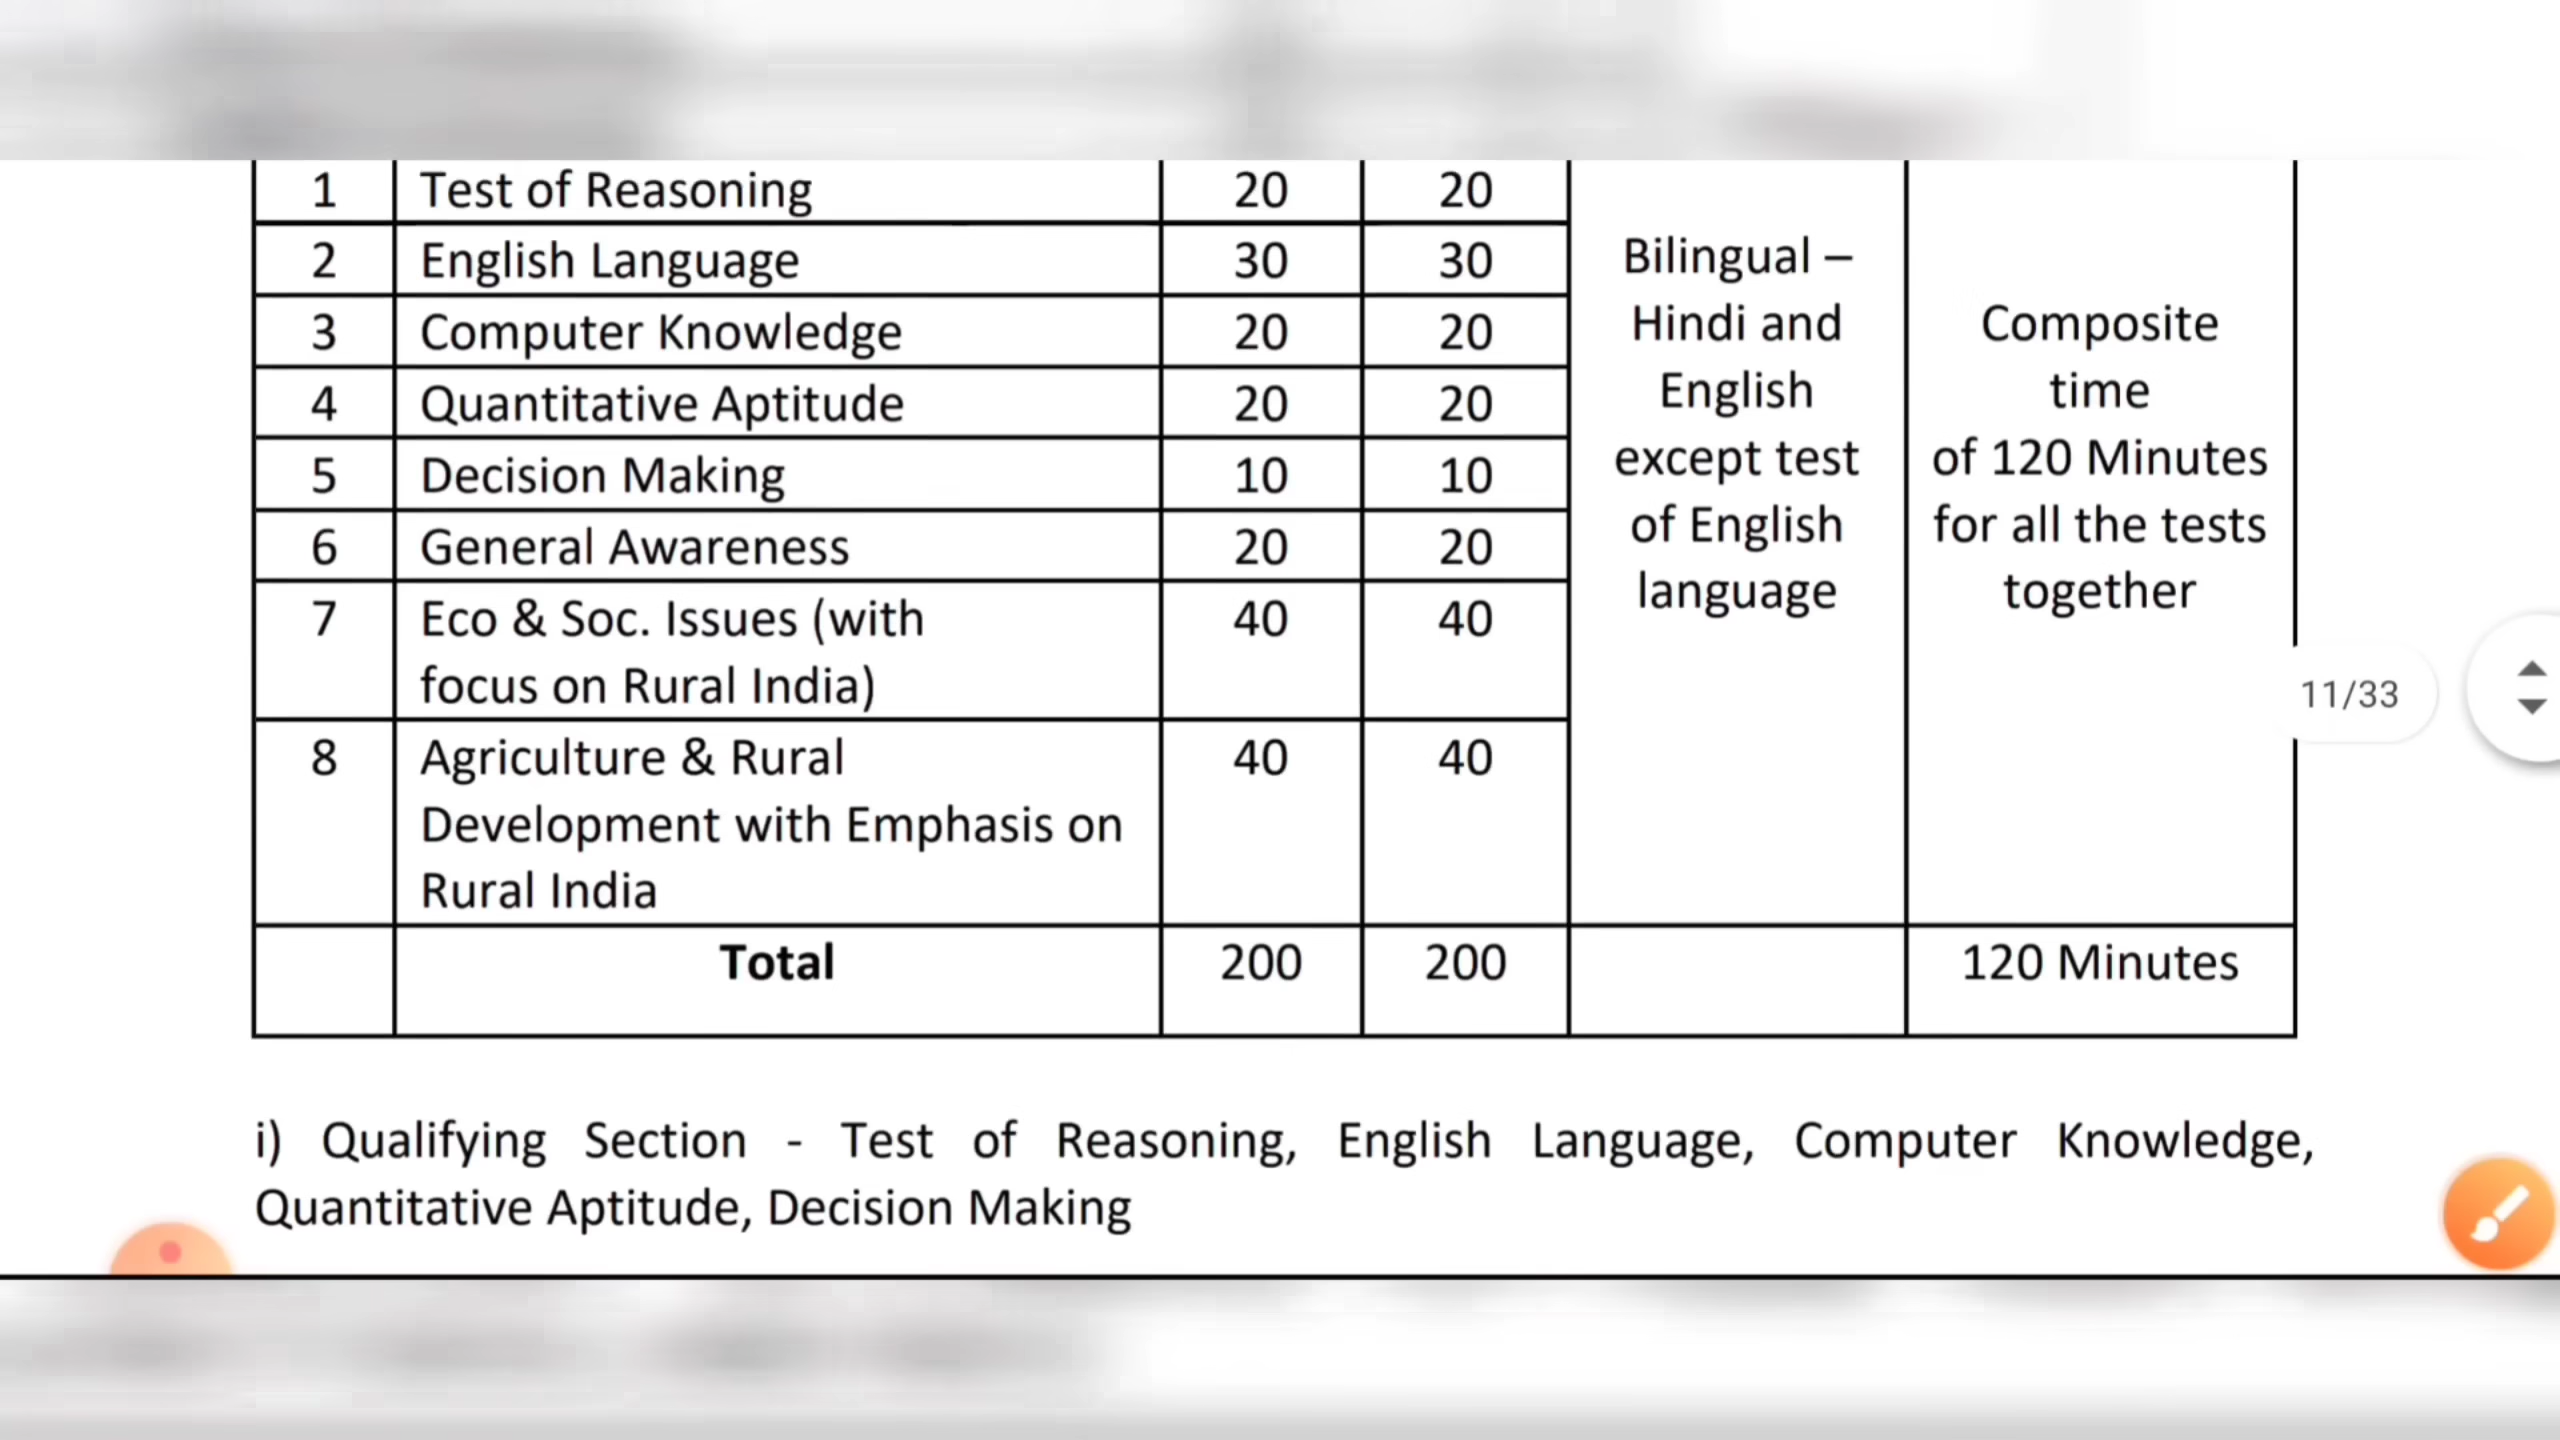 1 Test of Reasoning 20 20
2 English Language 30 30
3 Computer Knowledge 20 20
4 Quantitative Aptitude 20 20
5 Decision Making 10 10
6 General Awareness 20 20
7 Eco & Soc. Issues (with 40 40
focus on Rural India)
8 Agriculture & Rural 40 40
Development with Emphasis on
Rural India
Bilingual –
Hindi and
English
except test
of English
language
Composite
time
of 120 Minutes
for all the tests
together
Total 200 200 120 Minutes
11/33
i) Qualifying Section - Test of Reasoning, English Language, Computer Knowledge,
Quantitative Aptitude, Decision Making